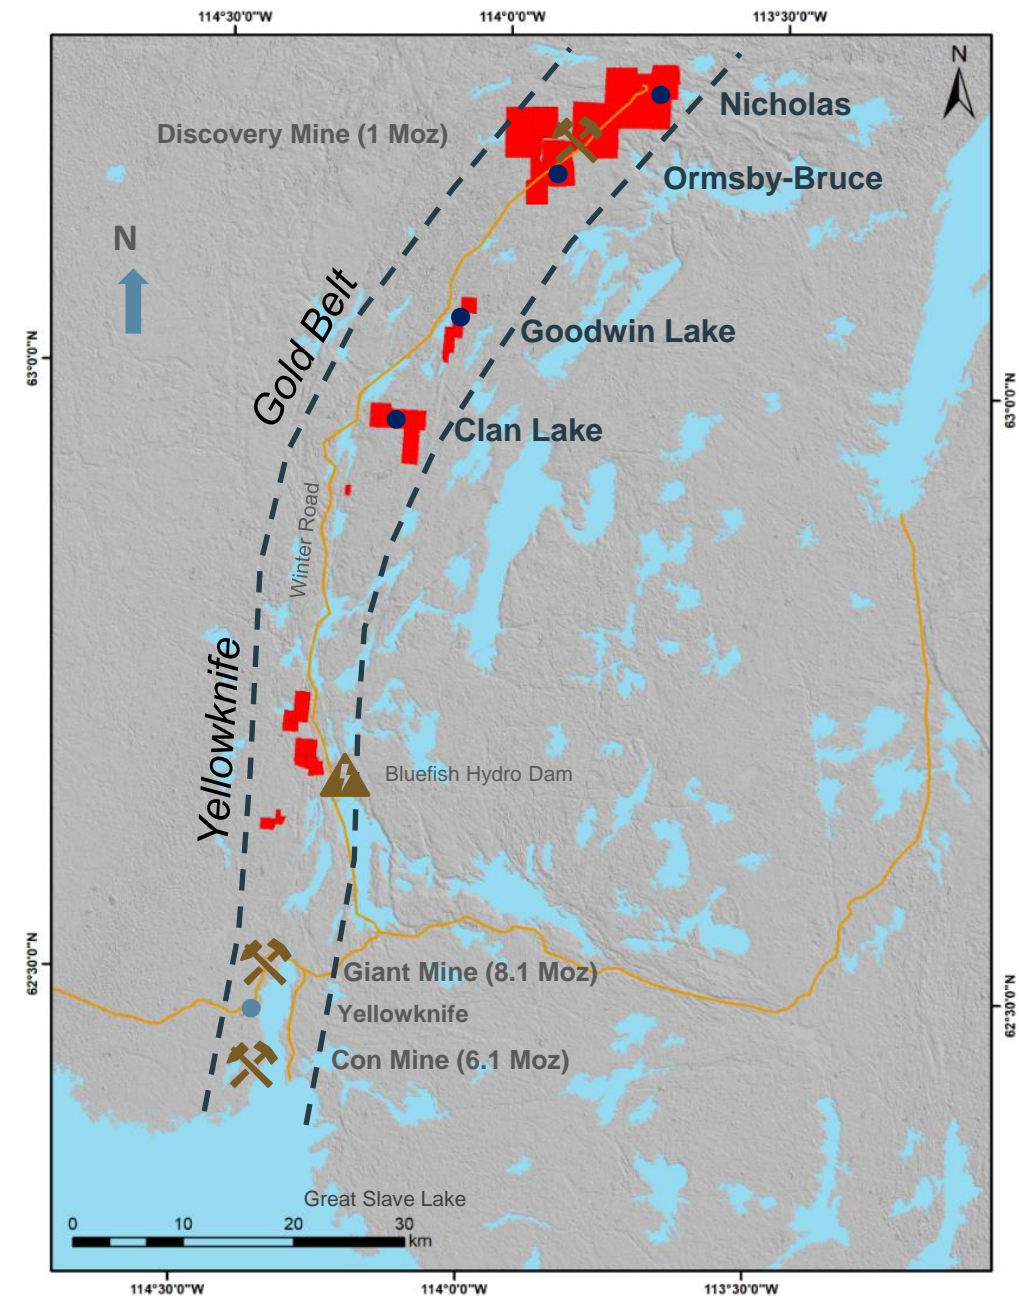 114°30'0"W
114°0'0"W
113°30'0"W
N
Nicholas
Discovery Mine (1 Moz)
Ormsby-Bruce
N
Gold Belt
Goodwin Lake
63°0'0"N
63°0'0"N
Clan Lake
Winter Road
Yellowknife
Bluefish Hydro Dam
62°30'0"N
Giant Mine (8.1 Moz)
62°30'0"N
Yellowknife
Con Mine (6.1 Moz)
Great Slave Lake
0 10 20 30
km
114°30'0"W
114°0'0"W
113°30'0"W